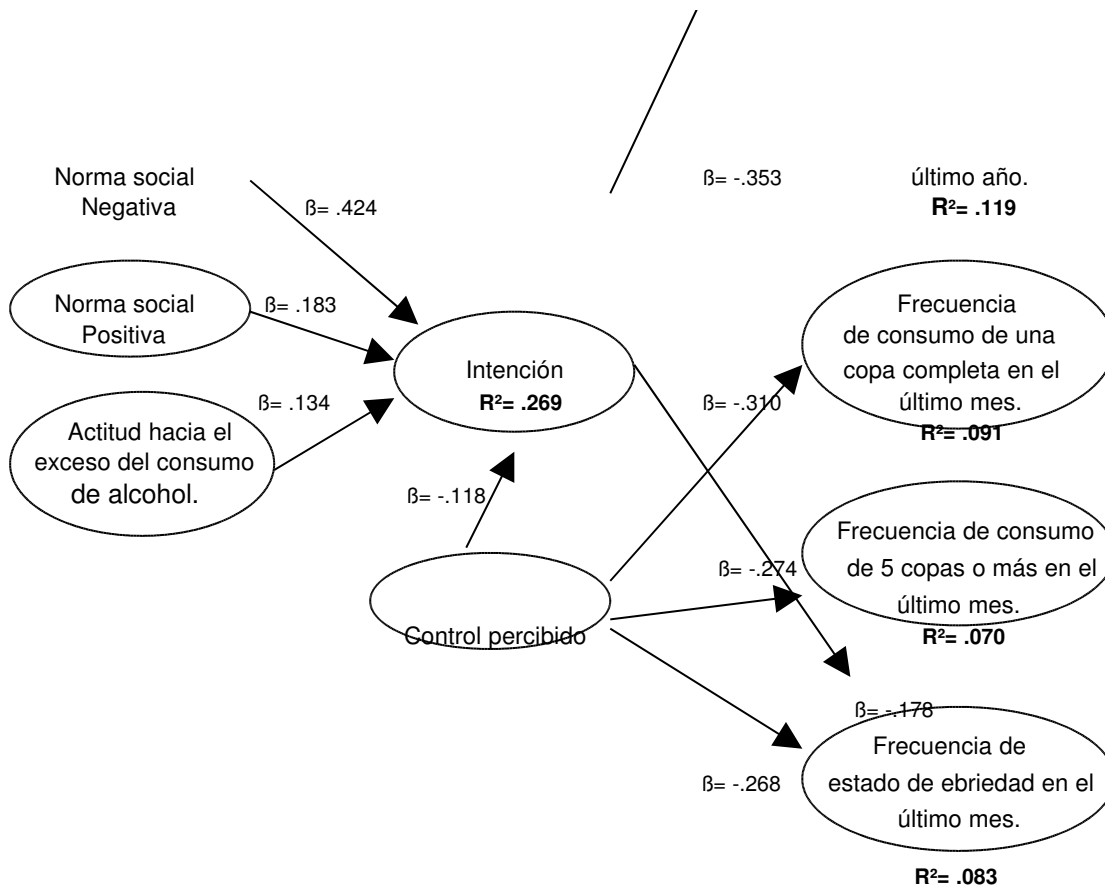 Norma social
Negativa
ß= .424
ß= -.353
último año.
R²= .119
Norma social
Positiva
ß= .183
Intención
R²= .269
Frecuencia
de consumo de una
copa completa en el
último mes.
R²= .091
ß= .134
ß= -.310
Actitud hacia el
exceso del consumo
de alcohol.
ß= -.118
Frecuencia de consumo
de 5 copas o más en el
último mes.
R²= .070
ß= -.274
Control percibido
ß= -.178
Frecuencia de
estado de ebriedad en el
último mes.
ß= -.268
R²= .083